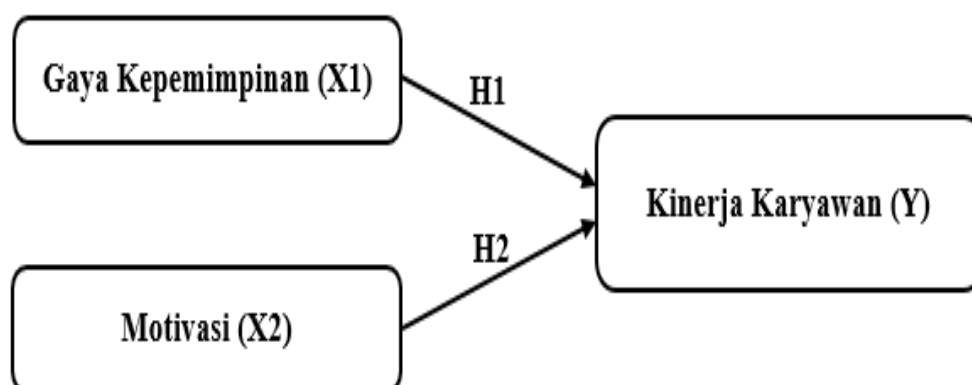 Gaya Kepemimpinan (X1)
H1
Kinerja Karyawan (Y)
H2
Motivasi (X2)